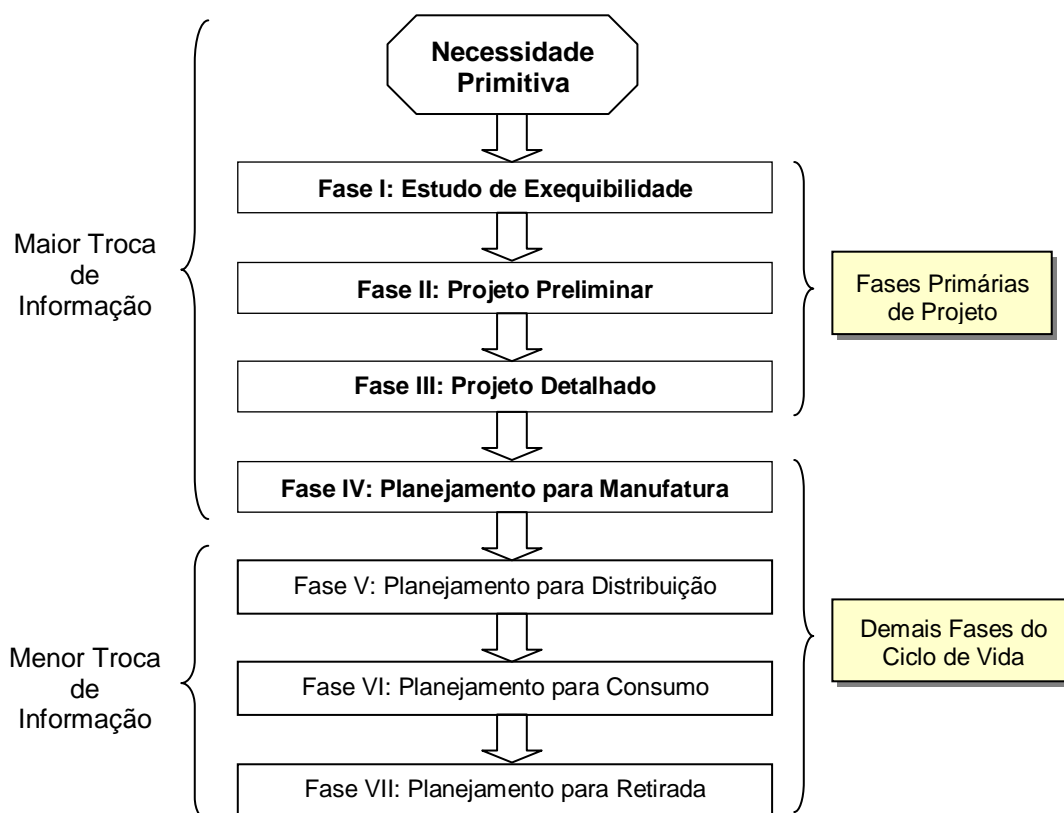 Necessidade
Primitiva
Fase I: Estudo de Exequibilidade
Maior Troca
de
Informação
Fase II: Projeto Preliminar
Fases Primárias
de Projeto
Fase III: Projeto Detalhado
Fase IV: Planejamento para Manufatura
Fase V: Planejamento para Distribuição
Demais Fases do
Ciclo de Vida
Menor Troca
de
Informação
Fase VI: Planejamento para Consumo
Fase VII: Planejamento para Retirada